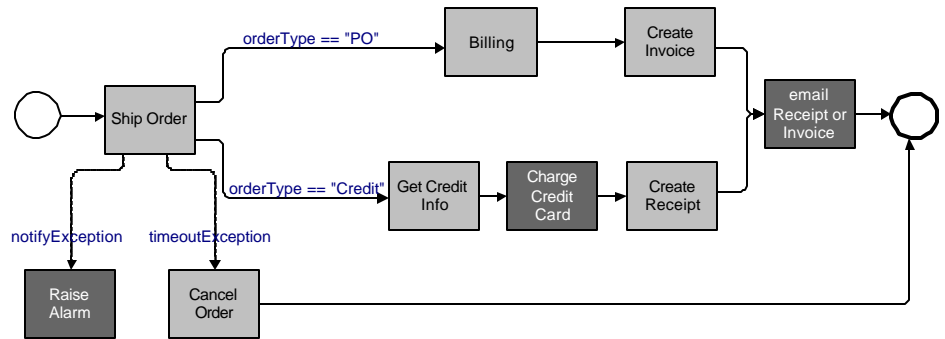 orderType == "PO"
Billing
Create
Invoice
Ship Order
email
Receipt or
Invoice
orderType == "Credit"
Get Credit
Info
Charge
Credit
Card
Create
Receipt
notifyException
timeoutException
Raise
Alarm
Cancel
Order